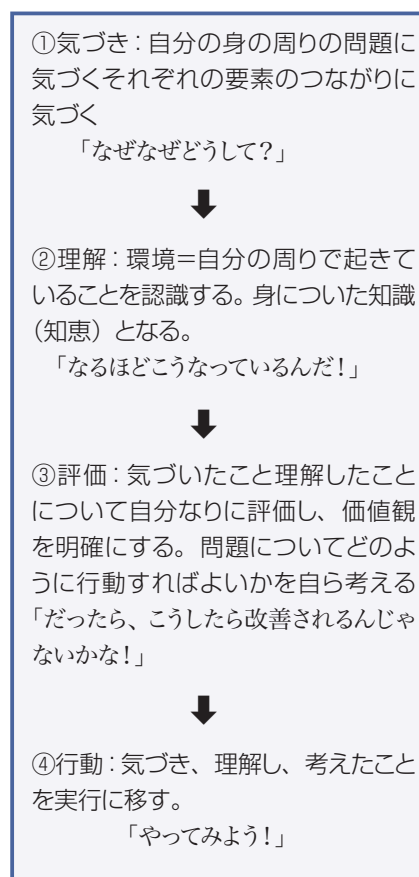 ①気づき：自分の身の周りの問題に
気づくそれぞれの要素のつながりに
気づく
「なぜなぜどうして？」
②理解：環境＝自分の周りで起きて
いることを認識する。身についた知識
（知恵）となる。
「なるほどこうなっているんだ！」
③評価：気づいたこと理解したこと
について自分なりに評価し、価値観
を明確にする。問題についてどのよ
うに行動すればよいかを自ら考える
「だったら、こうしたら改善されるんじゃ
ないかな！」
④行動：気づき、理解し、考えたこと
を実行に移す。
「やってみよう！」